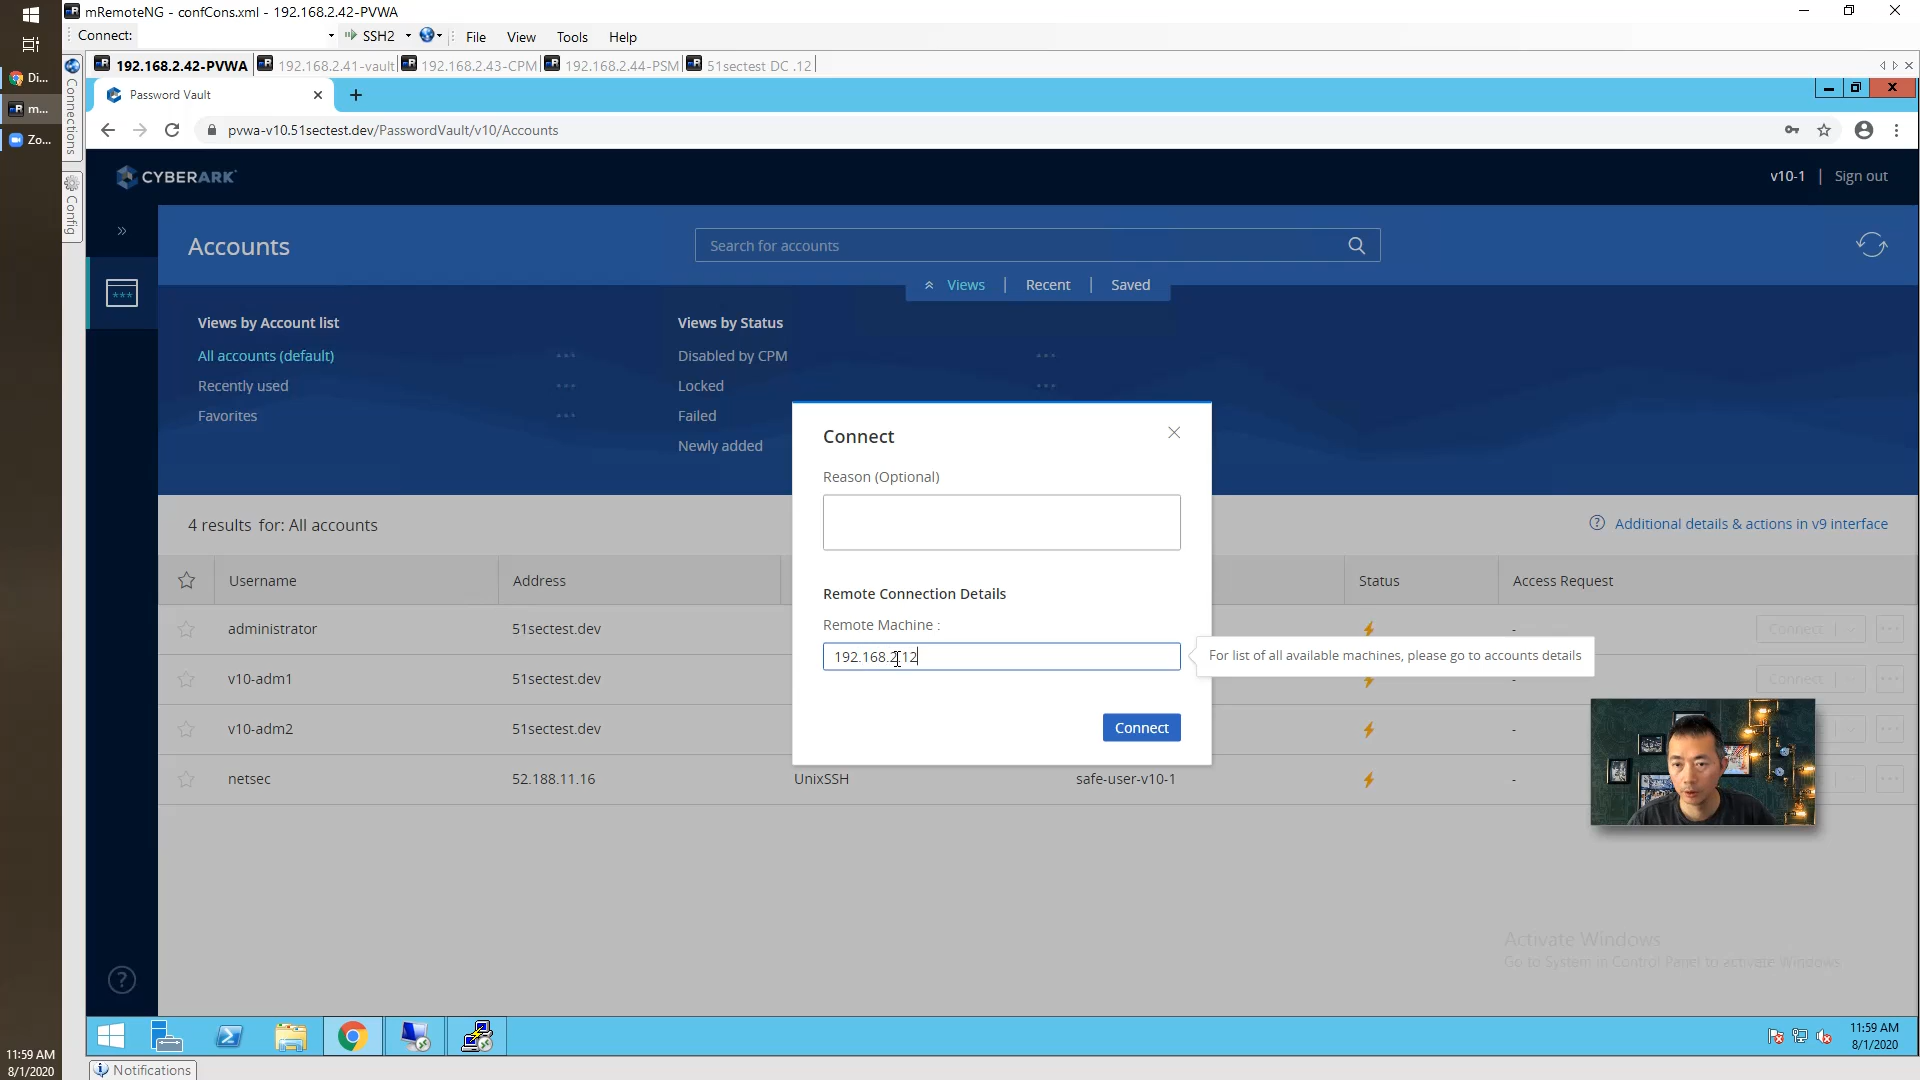 mRemoteNG - confCons.xml - 192.168.2.42-PVWA
Connect:
SSH2
File
View
Tools
Help
Di...
m...
Zo...
Connections
Config
192.168.2.42-PVWA
192.168.2.41-vault
192.168.2.43-CPM
192.168.2.44-PSM
51sectest DC .12
Password Vault
pvwa-v10.51sectest.dev/PasswordVault/v10/Accounts
CYBERARK
v10-1 | Sign out
Accounts
Search for accounts
Views | Recent | Saved
Views by Account list
All accounts (default)
Recently used
Favorites
Views by Status
Disabled by CPM
Locked
Failed
Newly added
Connect
Reason (Optional)
Remote Connection Details
Remote Machine :
192.168.2.12
For list of all available machines, please go to accounts details
Connect
4 results for: All accounts
Additional details & actions in v9 interface
Username
Address
Status
Access Request
administrator
51sectest.dev
-
Connect
v10-adm1
51sectest.dev
Connect
v10-adm2
51sectest.dev
-
netsec
52.188.11.16
UnixSSH
safe-user-v10-1
-
Activate Windows
Go to System in Control Panel to activate Windows.
11:59 AM
8/1/2020
11:59 AM
8/1/2020
Notifications